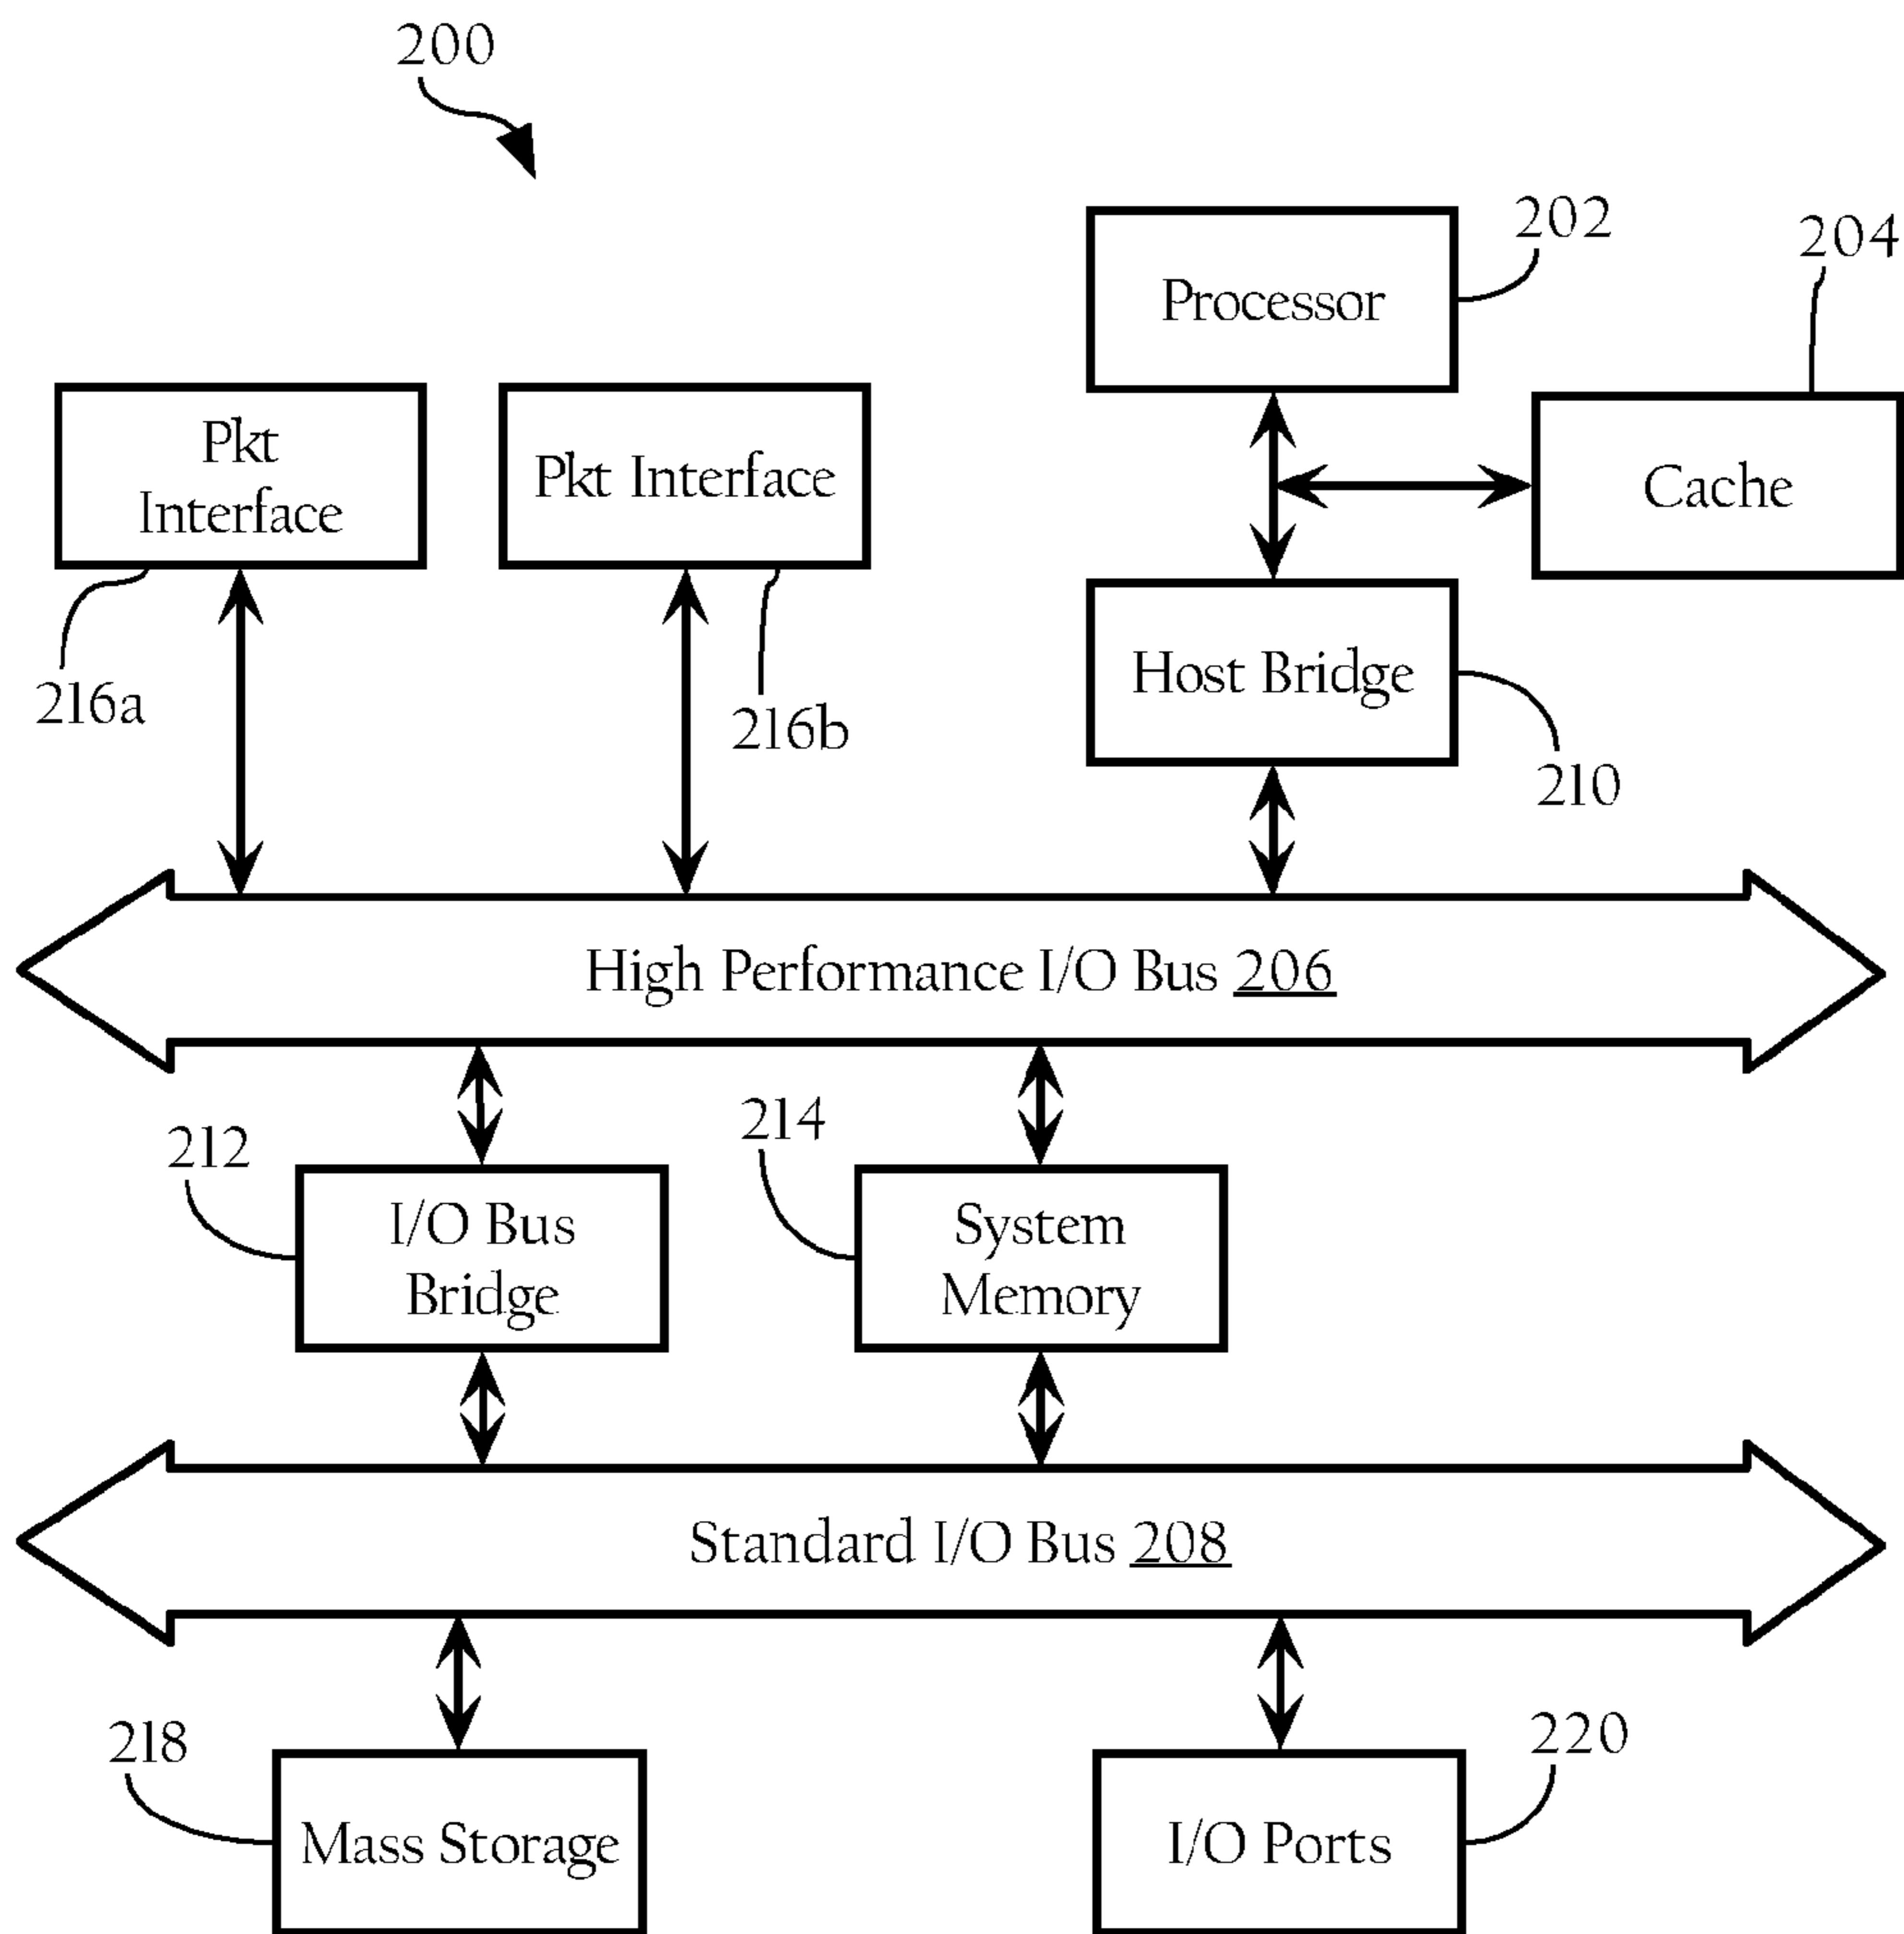 200
202
204
Processor
Pkt
Interface
Pkt Interface
Cache
216a
216b
Host Bridge
210
High Performance I/O Bus 206
212
214
I/O Bus
Bridge
System
Memory
Standard I/O Bus 208
218
220
Mass Storage
I/O Ports